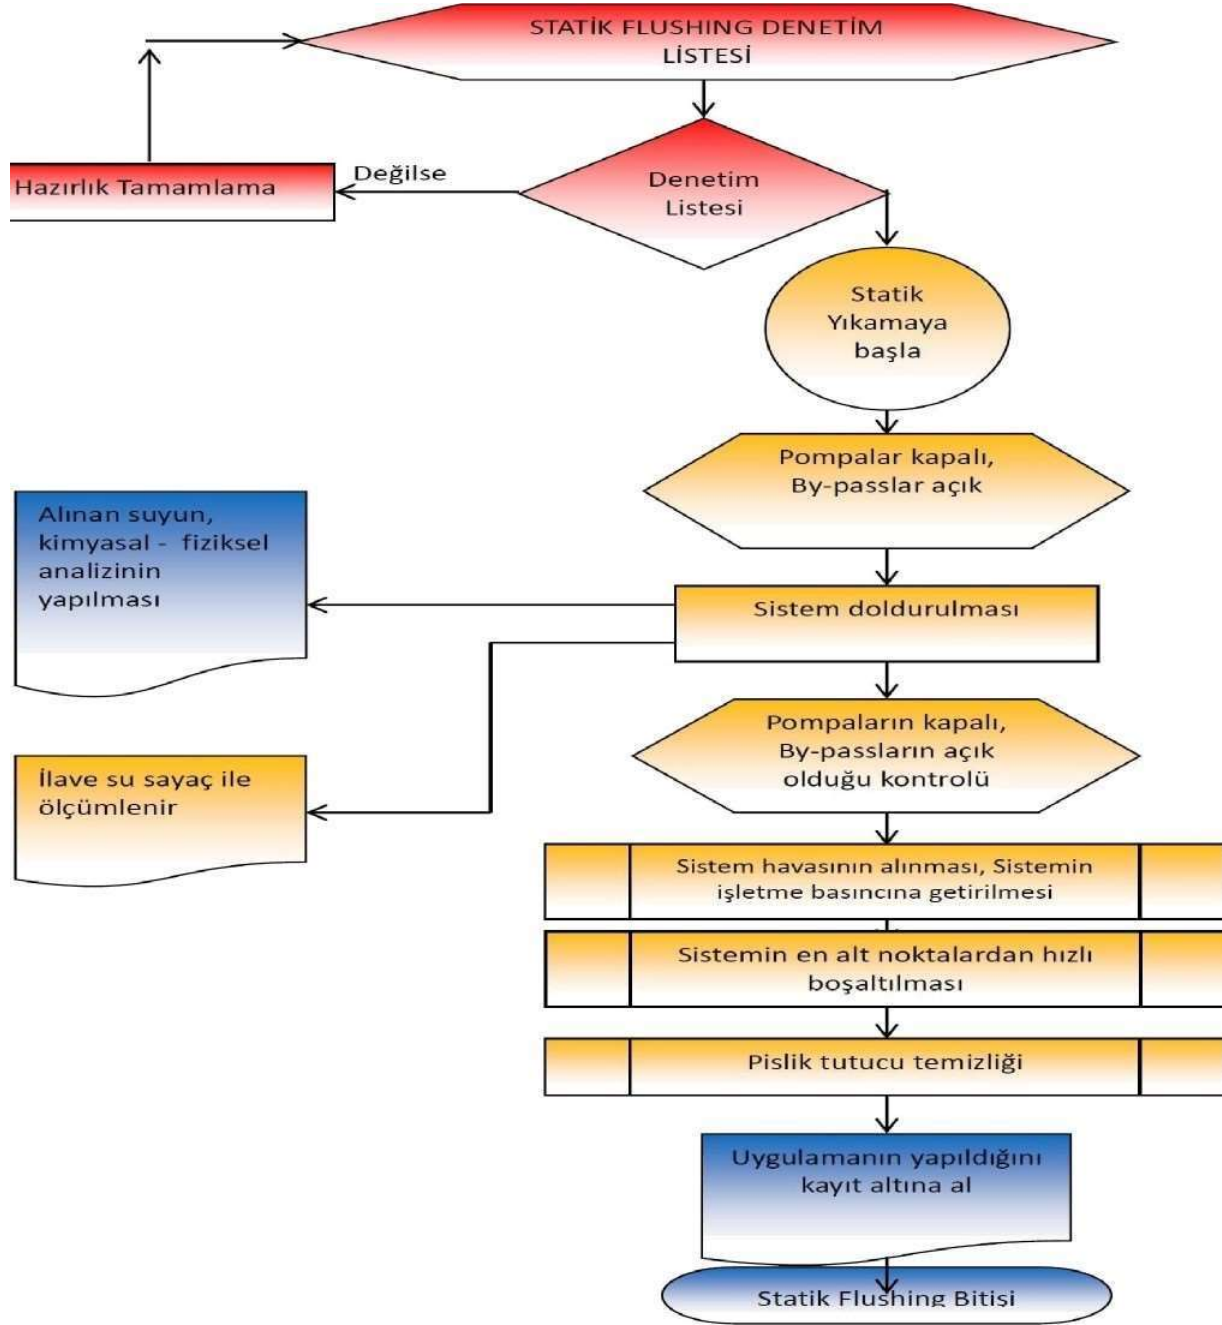 STATİK FLUSHING DENETİM
LİSTESİ
Değilse
Hazırlık Tamamlama
Denetim
Listesi
Statik
Yıkamaya
başla
Pompalar kapalı,
By-passlar açık
Alınan suyun,
kimyasal - fiziksel
analizinin
yapılması
Sistem doldurulması
Pompaların kapalı,
By-passların açık
olduğu kontrolü
İlave su sayaç ile
ölçümlenir
Sistem havasının alınması, Sistemin
işletme basıncına getirilmesi
Sistemin en alt noktalardan hızlı
boşaltılması
Pislik tutucu temizliği
Uygulamanın yapıldığını
kayıt altına al
Statik Flushing Bitişi